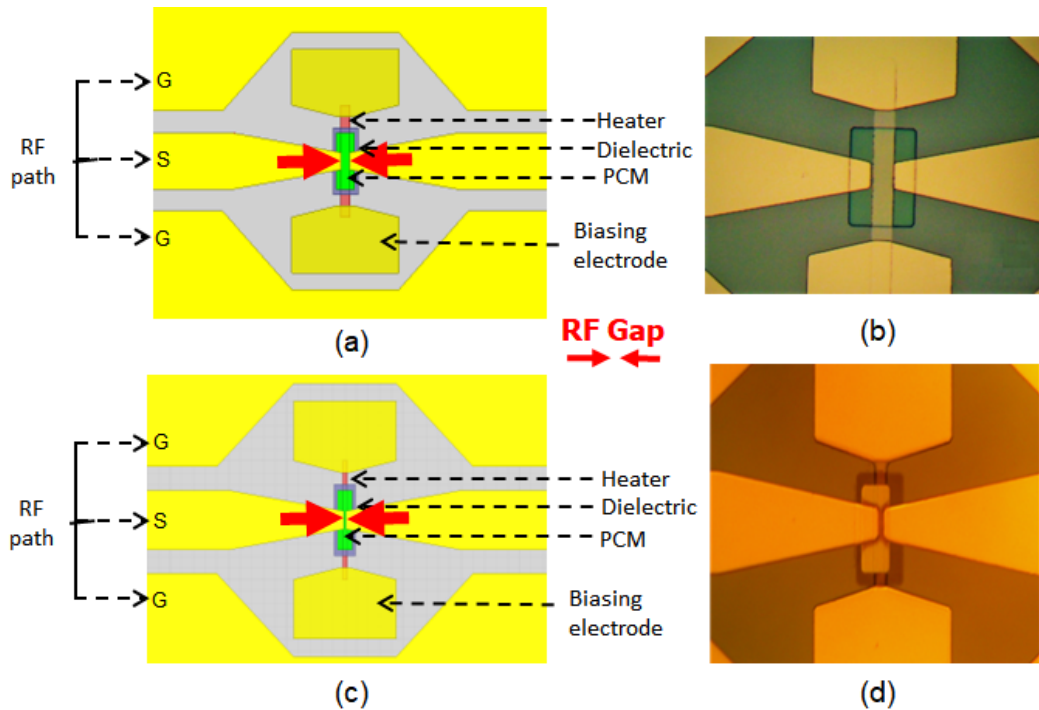 G
RF
path
S
G
Heater
Dielectric
PCM
Biasing
electrode
(a)
(b)
RF Gap
G
RF
path
S
G
Heater
Dielectric
PCM
Biasing
electrode
(c)
(d)